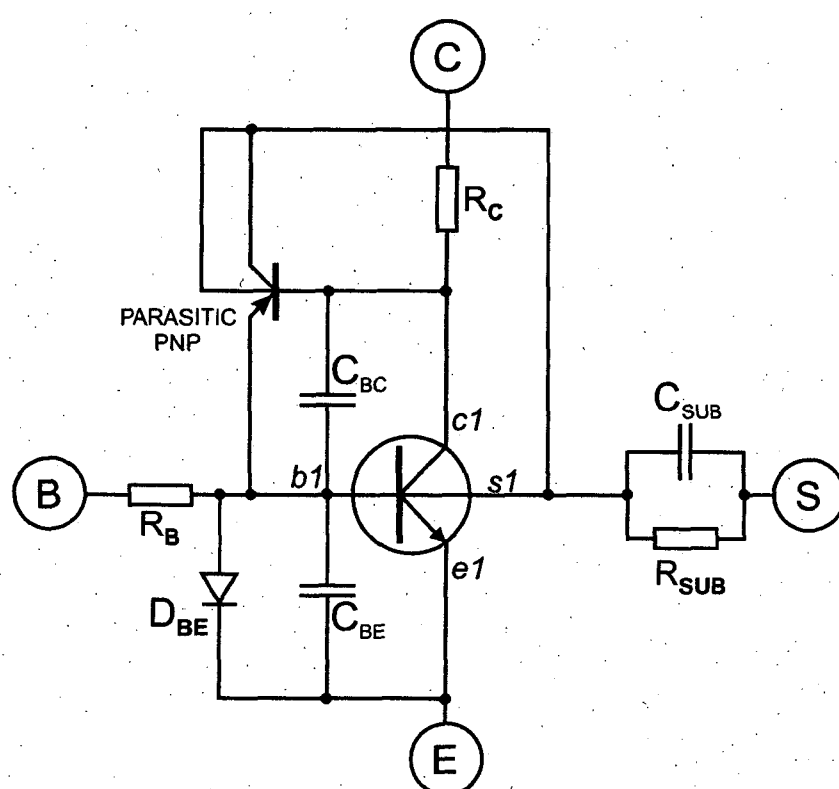 C
R_C
PARASITIC
PNP
C_BC
c1
C_SUB
B
R_B
b1
s1
S
R_SUB
e1
D_BE
C_BE
E